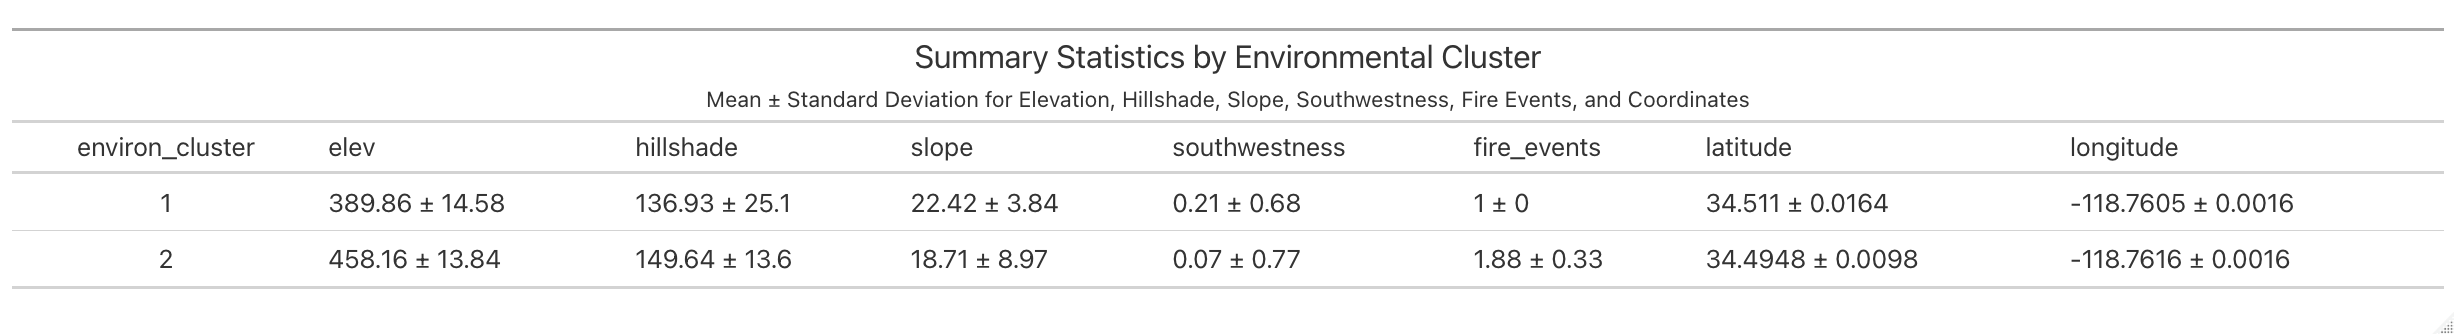 Summary Statistics by Environmental Cluster
Mean ± Standard Deviation for Elevation, Hillshade, Slope, Southwestness, Fire Events, and Coordinates
environ_cluster elev hillshade slope southwestness fire_events latitude longitude
1 389.86 ± 14.58 136.93 ± 25.1 22.42 ± 3.84 0.21 ± 0.68 1 ± 0 34.511 ± 0.0164 -118.7605 ± 0.0016
2 458.16 ± 13.84 149.64 ± 13.6 18.71 ± 8.97 0.07 ± 0.77 1.88 ± 0.33 34.4948 ± 0.0098 -118.7616 ± 0.0016